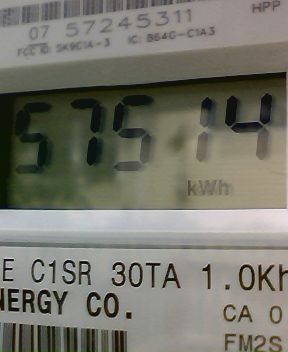 HPP
07 57245311
FCC ID: SK9C1A-3 IC: 864G-C1A3
57514
kWh
E C1SR 30TA 1.0Kh
NERGY CO.
CA 0
FM2S